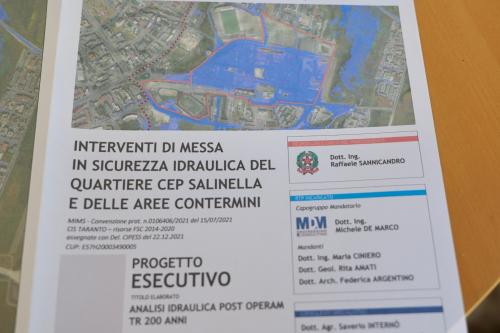 INTERVENTI DI MESSA
IN SICUREZZA IDRAULICA DEL
QUARTIERE CEP SALINELLA
E DELLE AREE CONTERMINI
MIMS - Convenzione prot. n.0106406/2021 del 15/07/2021
CIS TARANTO – risorse FSC 2014-2020
assegnate con Del. CIPESS del 22.12.2021
CUP: E57H20003490005
PROGETTO
ESECUTIVO
TITOLO ELABORATO
ANALISI IDRAULICA POST OPERAM
TR 200 ANNI
Dott. Ing.
Raffaele SANNICANDRO
RTP INCARICATO
Capogruppo Mandatario
MDM
Dott. Ing.
Michele DE MARCO
Mandanti
Dott. Ing. Maria CINIERO
Dott. Geol. Rita AMATI
Dott. Arch. Federica ARGENTINO
Dott. Agr. Saverio INTERNÒ